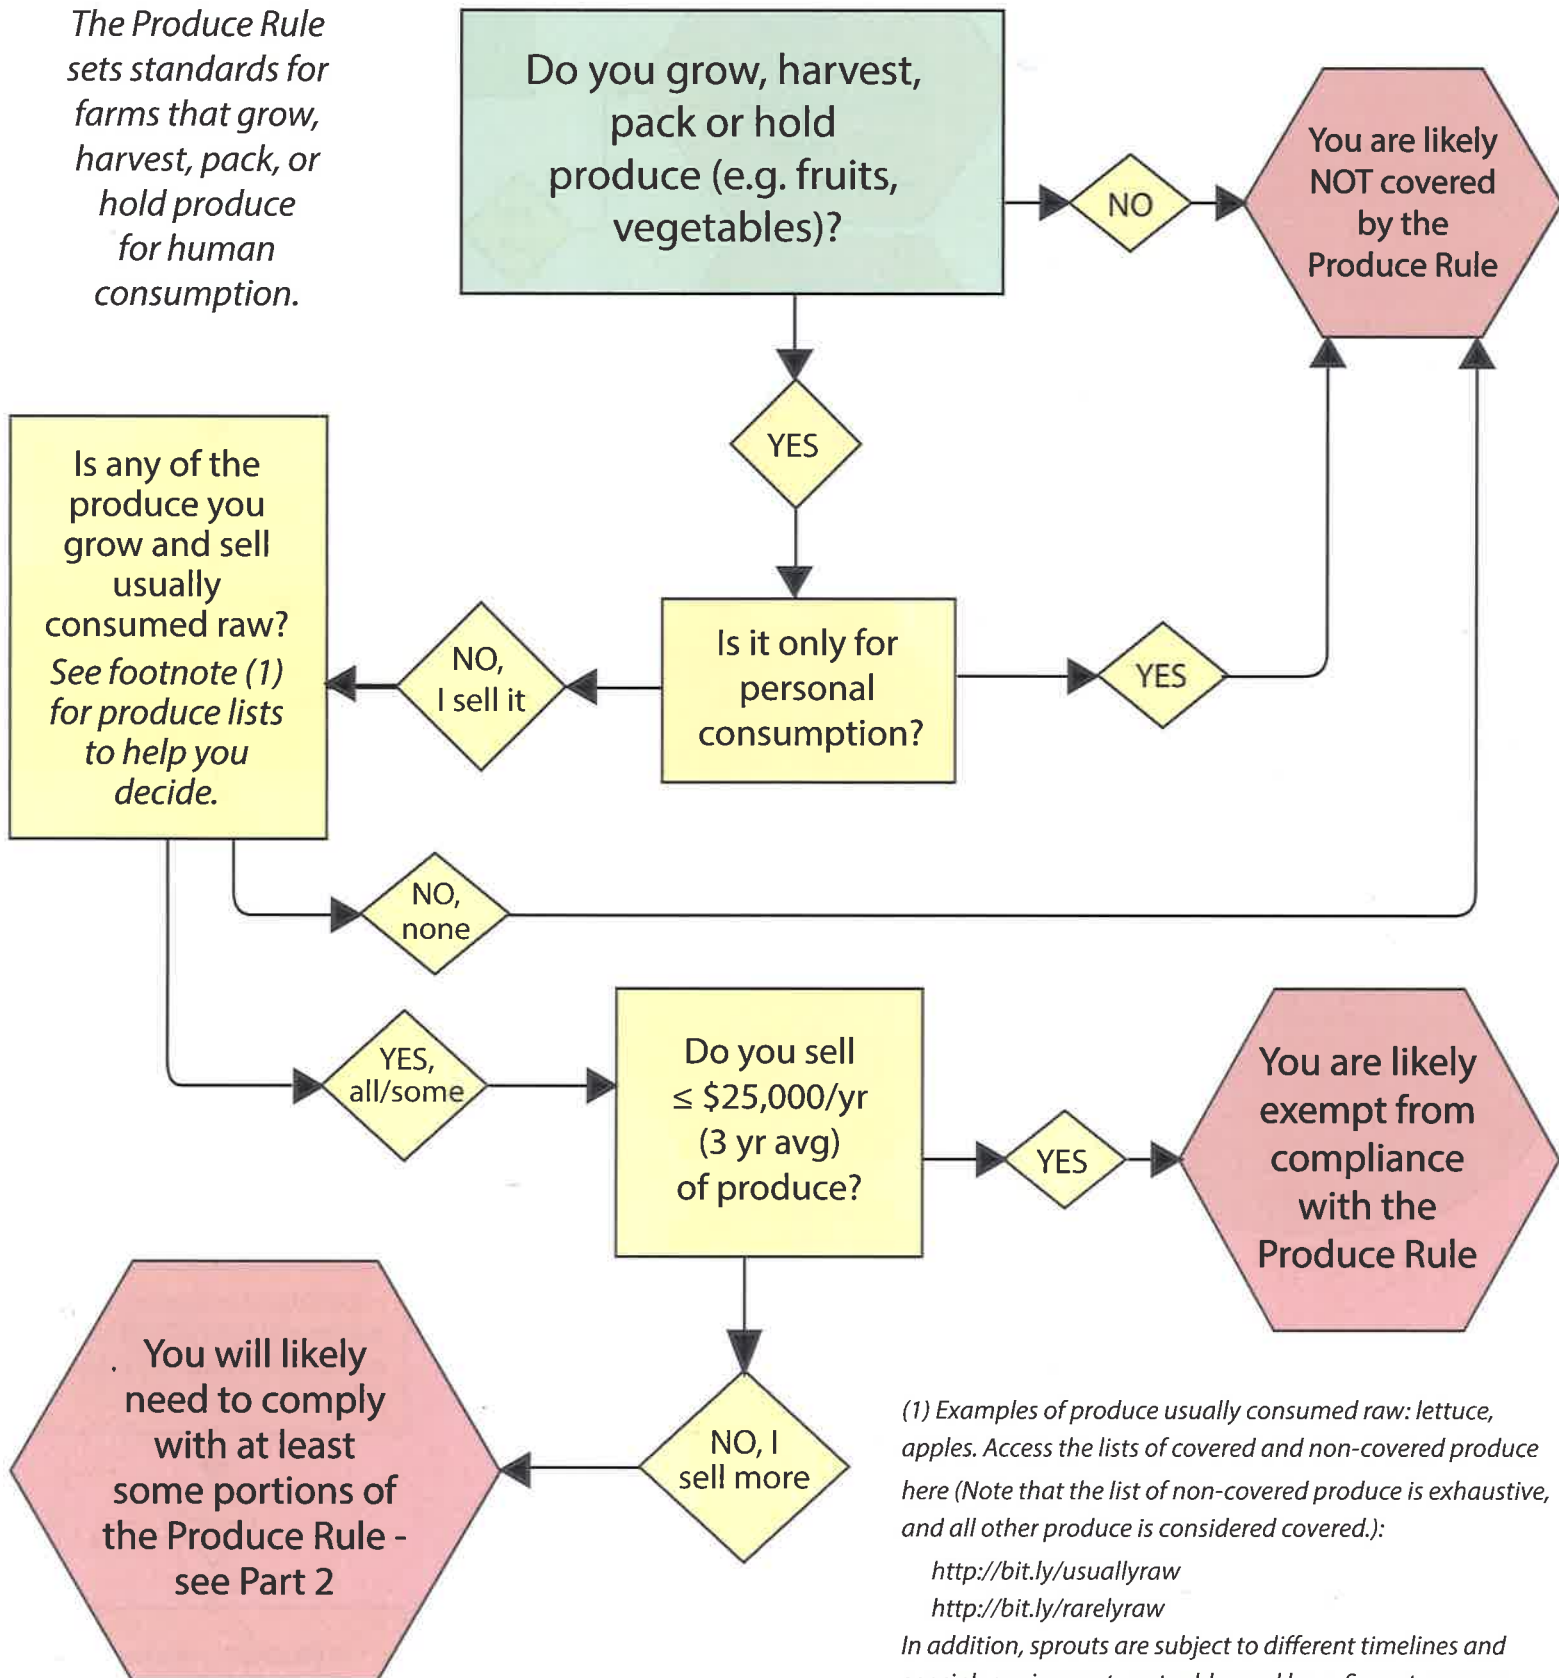 The Produce Rule
sets standards for
farms that grow,
harvest, pack, or
hold produce
for human
consumption.
Do you grow, harvest,
pack or hold
produce (e.g. fruits,
vegetables)?
NO
You are likely
NOT covered
by the
Produce Rule
YES
Is it only for
personal
consumption?
YES
NO,
I sell it
Is any of the
produce you
grow and sell
usually
consumed raw?
See footnote (1)
for produce lists
to help you
decide.
NO,
none
YES,
all/some
Do you sell
≤ $25,000/yr
(3 yr avg)
of produce?
YES
You are likely
exempt from
compliance
with the
Produce Rule
NO, I
sell more
You will likely
need to comply
with at least
some portions of
the Produce Rule -
see Part 2
(1) Examples of produce usually consumed raw: lettuce,
apples. Access the lists of covered and non-covered produce
here (Note that the list of non-covered produce is exhaustive,
and all other produce is considered covered.):
http://bit.ly/usuallyraw
http://bit.ly/rarelyraw
In addition, sprouts are subject to different timelines and